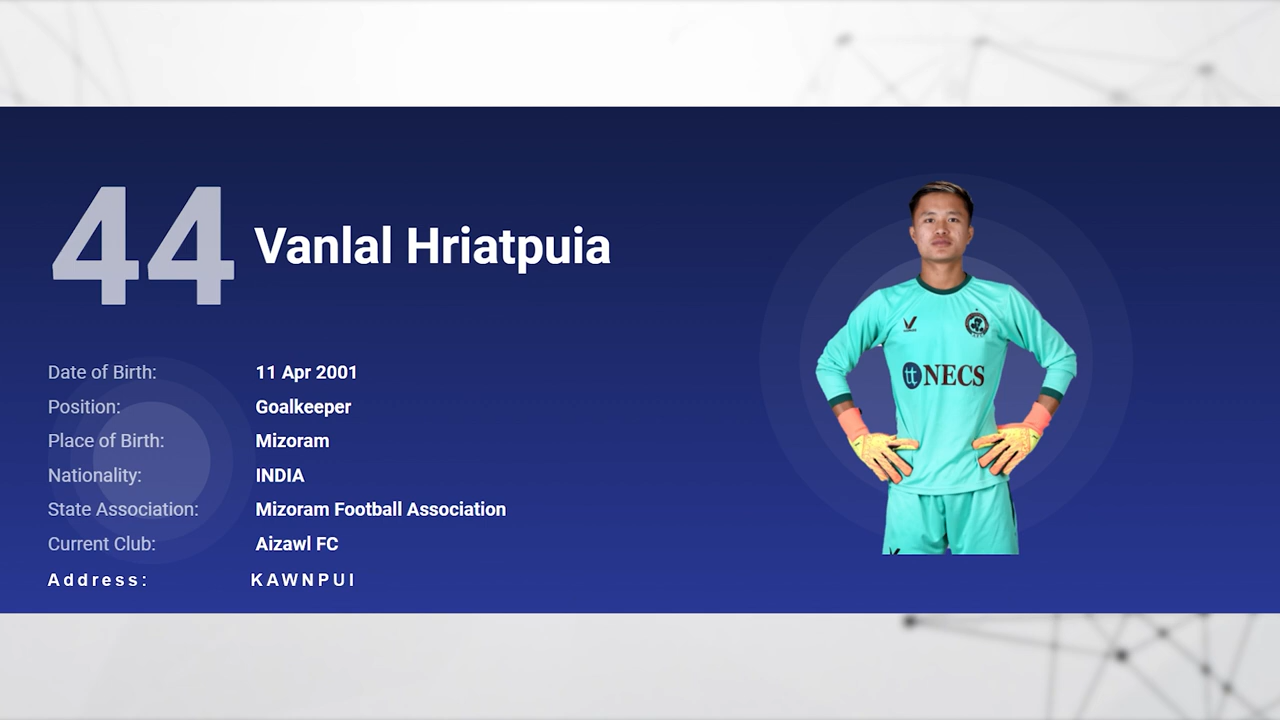 44 Vanlal Hriatpuia
Date of Birth: 11 Apr 2001
Position: Goalkeeper
Place of Birth: Mizoram
Nationality: INDIA
State Association: Mizoram Football Association
Current Club: Aizawl FC
Address: KAWNPUI
tt NECS